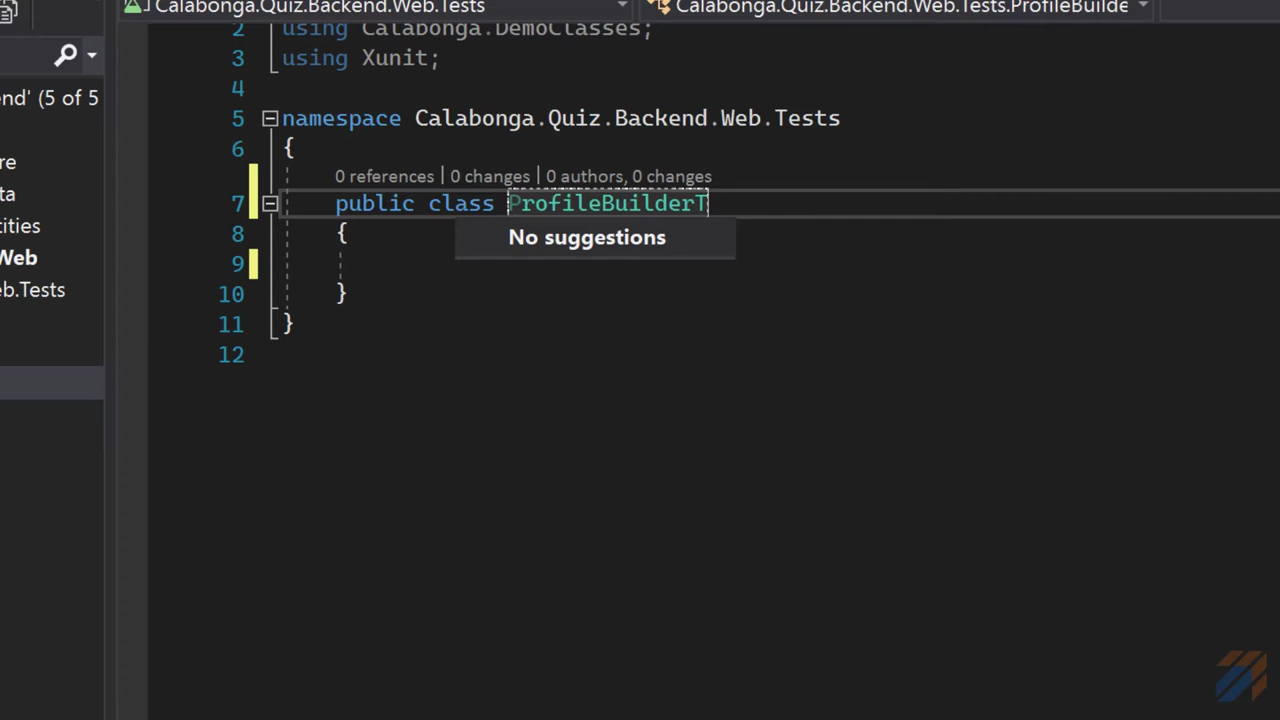 Calabonga.Quiz.Backend.Web.Tests
Calabonga.Quiz.Backend.Web.Tests.ProfileBuilde
end' (5 of 5
re
ta
tities
Web
eb.Tests
2 using Calabonga.DemoClasses;
3 using Xunit;
4
5 namespace Calabonga.Quiz.Backend.Web.Tests
6 {
0 references | 0 changes | 0 authors, 0 changes
7 public class ProfileBuilderT
8 {
No suggestions
9
10 }
11 }
12